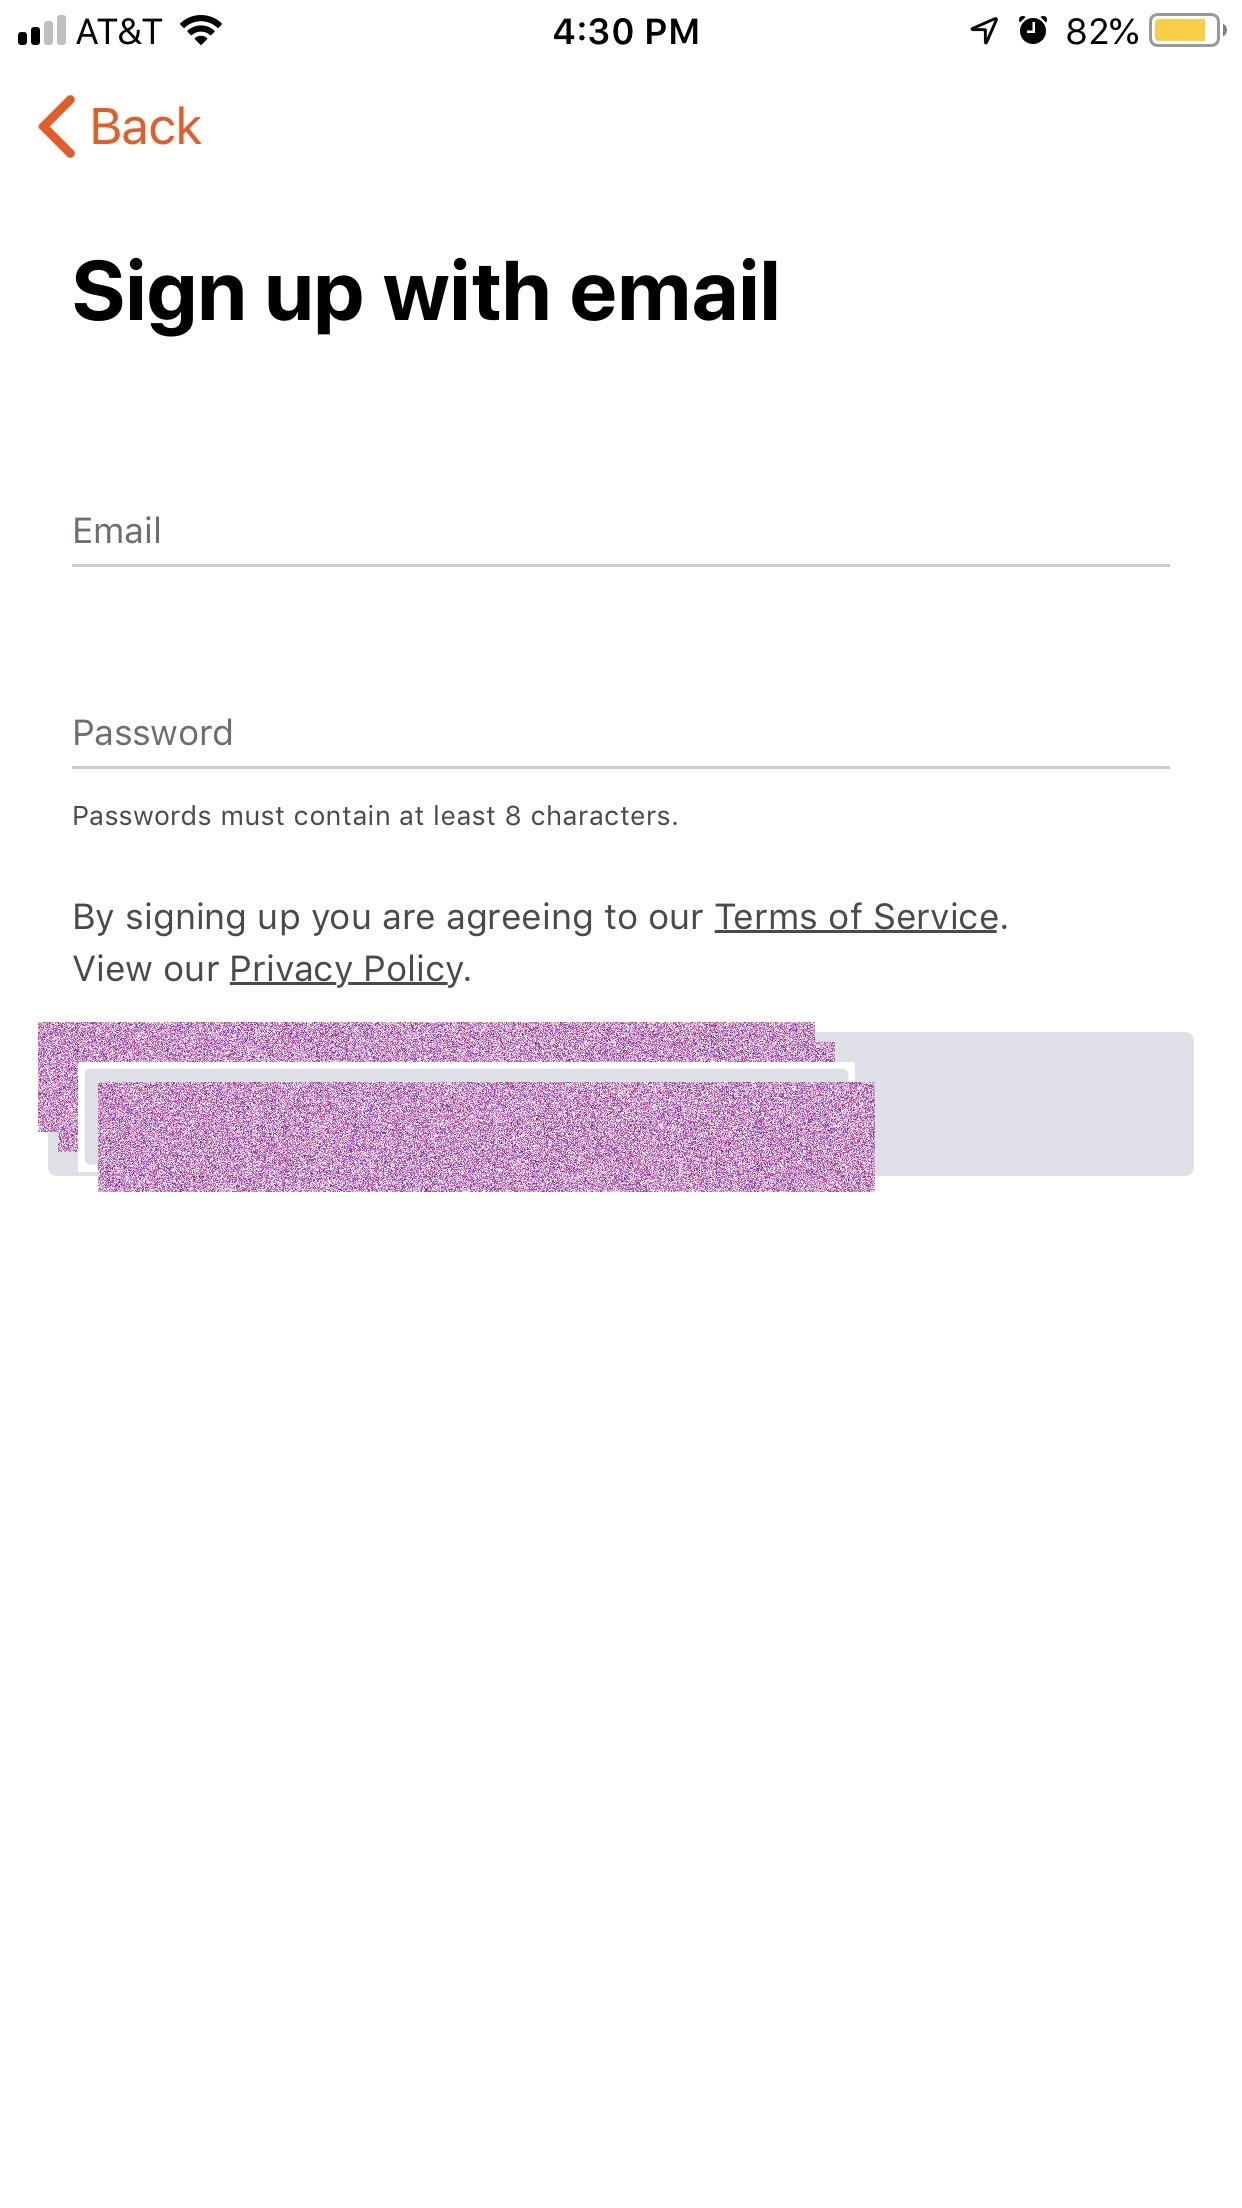 AT&T 4:30 PM 82%
Back
Sign up with email
Email
Password
Passwords must contain at least 8 characters.
By signing up you are agreeing to our Terms of Service.
View our Privacy Policy.